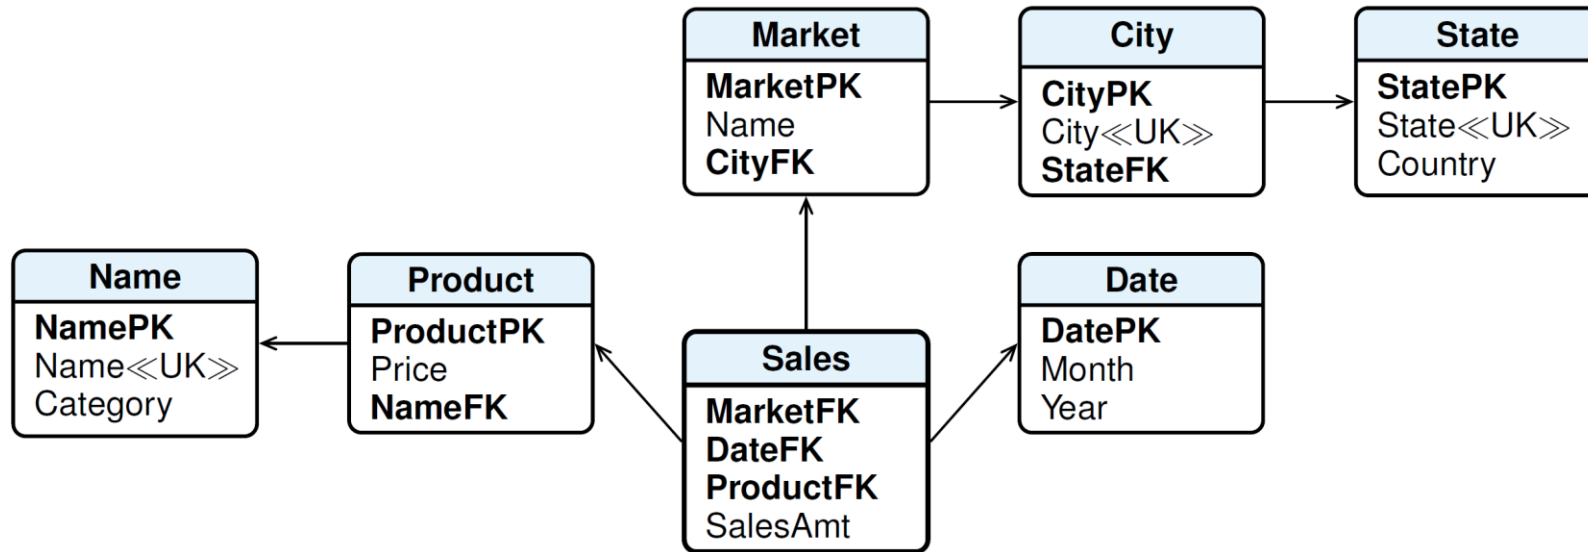 Market
MarketPK
Name
CityFK
City
CityPK
City≪UK≫
StateFK
State
StatePK
State≪UK≫
Country
Name
NamePK
Name≪UK≫
Category
Product
ProductPK
Price
NameFK
Sales
MarketFK
DateFK
ProductFK
SalesAmt
Date
DatePK
Month
Year